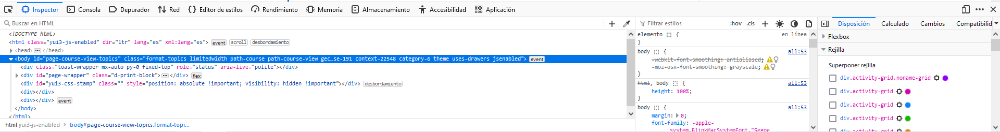 Inspector Consola Depurador Red Editor de estilos Rendimiento Memoria Almacenamiento Accesibilidad Aplicación
Buscar en HTML
<!DOCTYPE html>
<html class="yui3-js-enabled" dir="ltr" lang="es" xml:lang="es"> event scroll desbordamiento
<head> ••• </head>
<body id="page-course-view-topics" class="format-topics limitedwidth path-course path-course-view gec…se-191 context-22548 category-6 theme uses-drawers jsenabled"> event
<div class="toast-wrapper mx-auto py-0 fixed-top" role="status" aria-live="polite"></div>
<div id="page-wrapper" class="d-print-block"> ••• </div> flex
<div id="yui3-css-stamp" class="" style="position: absolute !important; visibility: hidden !important"></div> desbordamiento
<div></div>
<div></div> event
</body>
</html>
html.yui3-js-enabled > body#page-course-view-topics.format-topi…
Filtrar estilos :hov .cls
elemento { en línea
}
body { all:53
-webkit-font-smoothing: antialiased;
-moz-osx-font-smoothing: grayscale;
}
html, body { all:53
height: 100%;
}
body { all:53
margin: 0;
font-family: -apple-
system,BlinkMacSystemFont,"Segoe
Disposición Calculado Cambios Compatibilid
Flexbox
Rejilla
Superponer rejilla
div.activity-grid.noname-grid
div.activity-grid
div.activity-grid
div.activity-grid
div.activity-grid